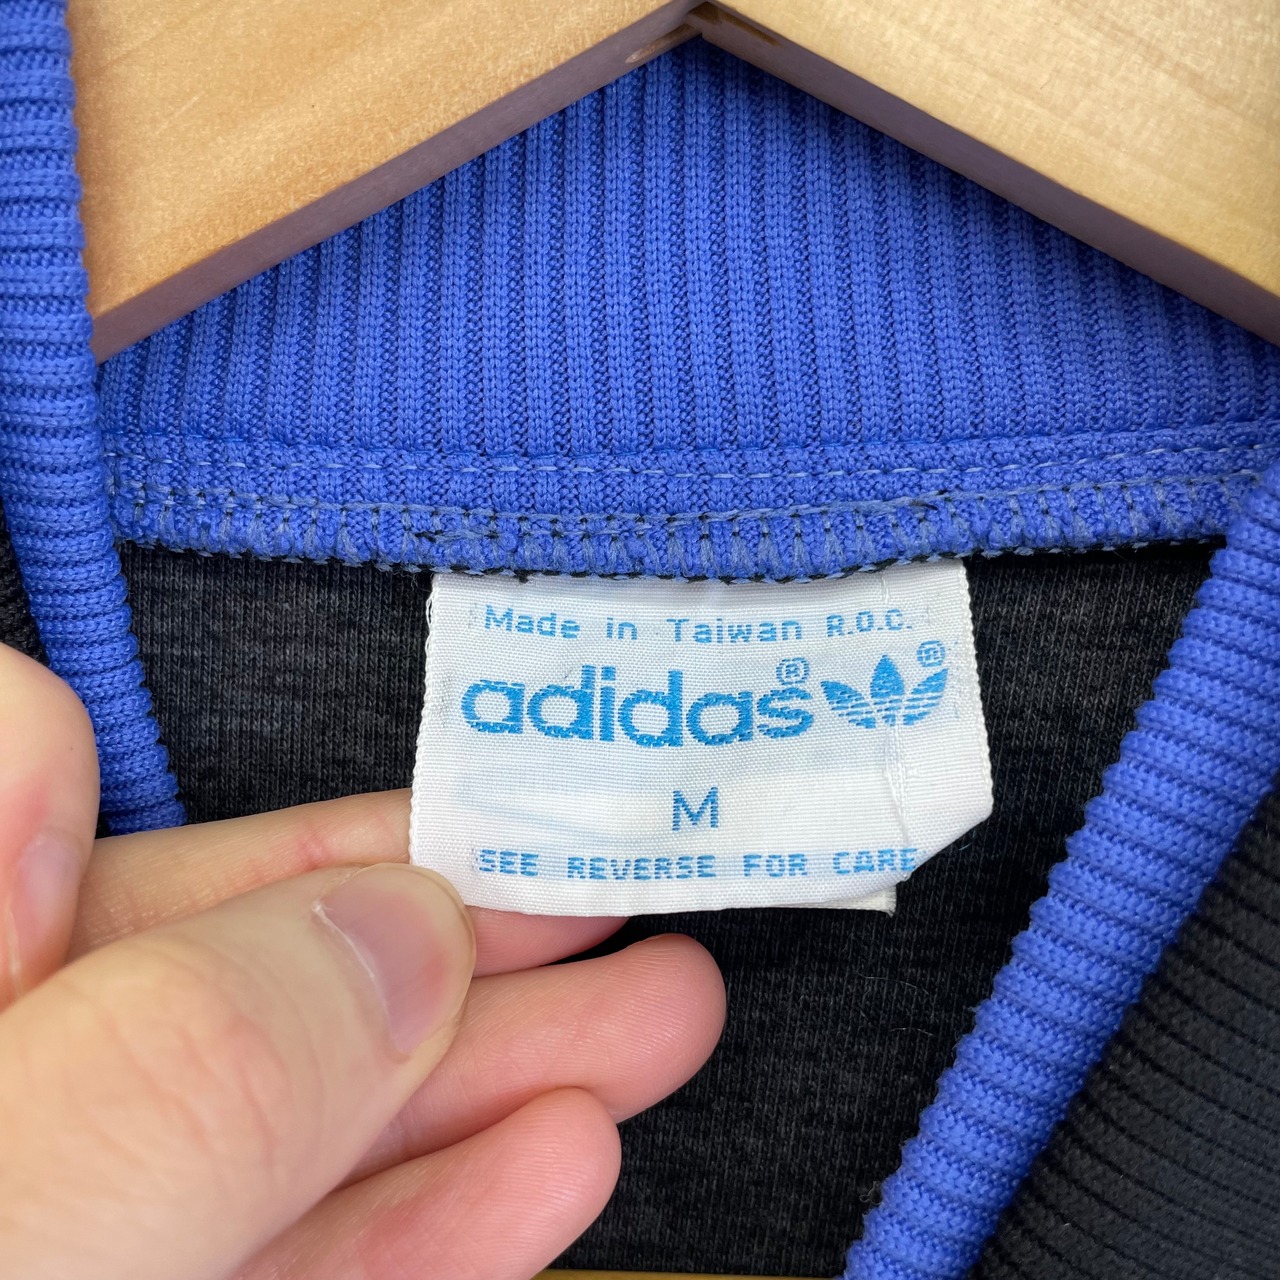 Made in Taiwan R.O.C.
adidas® ®
M
SEE REVERSE FOR CARE